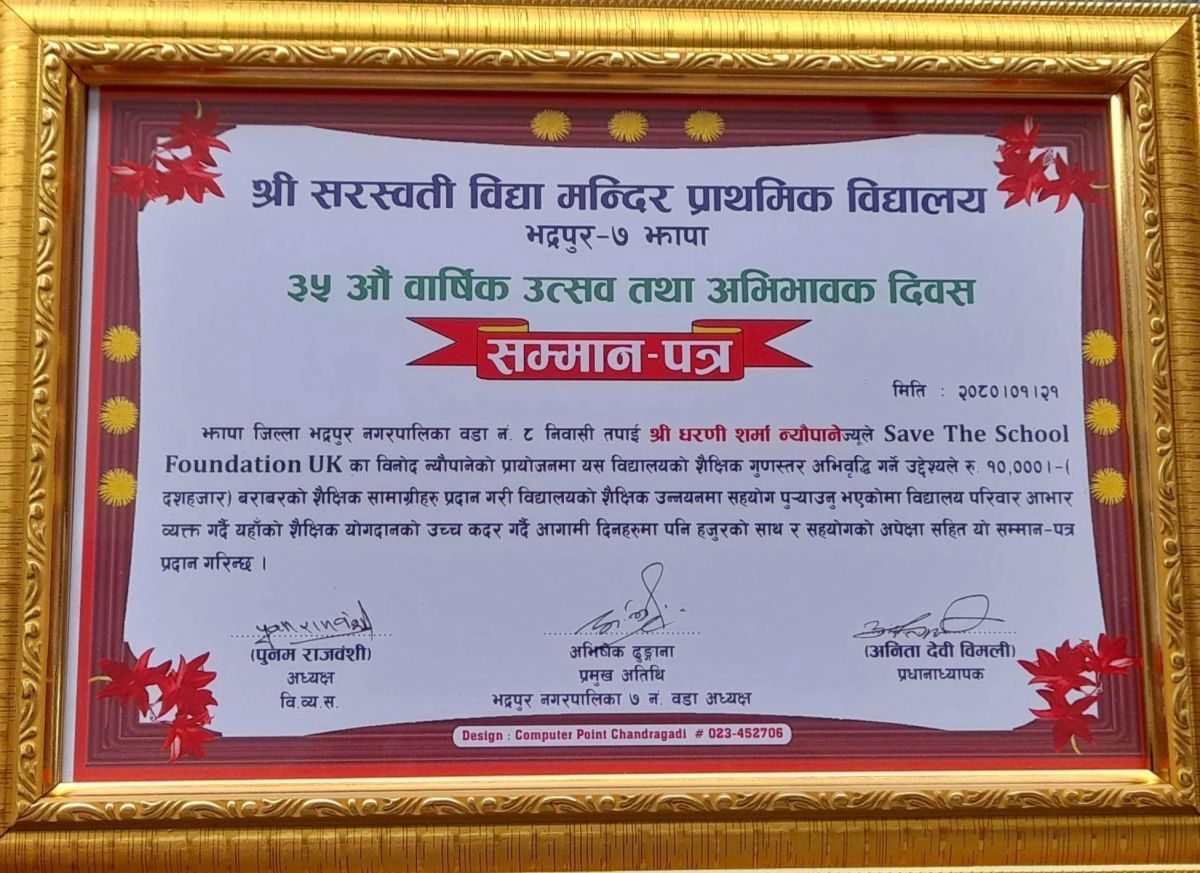 श्री सरस्वती विद्या मन्दिर प्राथमिक विद्यालय
भद्रपुर-७ झापा
३५ औं वार्षिक उत्सव तथा अभिभावक दिवस
सम्मान-पत्र
मिति : २०८०।०१।२१
झापा जिल्ला भद्रपुर नगरपालिका वडा नं. ८ निवासी तपाई श्री धरणी शर्मा न्यौपानेज्यूले Save The School
Foundation UK का विनोद न्यौपानेको प्रायोजनमा यस विद्यालयको शैक्षिक गुणस्तर अभिवृद्धि गर्ने उद्देश्यले रु. १०,०००।-(
दशहजार) बराबरको शैक्षिक सामाग्रीहरु प्रदान गरी विद्यालयको शैक्षिक उन्नयनमा सहयोग पुऱ्याउनु भएकोमा विद्यालय परिवार आभार
व्यक्त गर्दै यहाँको शैक्षिक योगदानको उच्च कदर गर्दै आगामी दिनहरुमा पनि हजुरको साथ र सहयोगको अपेक्षा सहित यो सम्मान-पत्र
प्रदान गरिन्छ ।
(पुनम राजवंशी)
अध्यक्ष
वि.व्य.स.
अभिषेक ढुङ्गाना
प्रमुख अतिथि
भद्रपुर नगरपालिका ७ नं. वडा अध्यक्ष
(अनिता देवी विमली)
प्रधानाध्यापक
Design : Computer Point Chandragadi # 023-452706